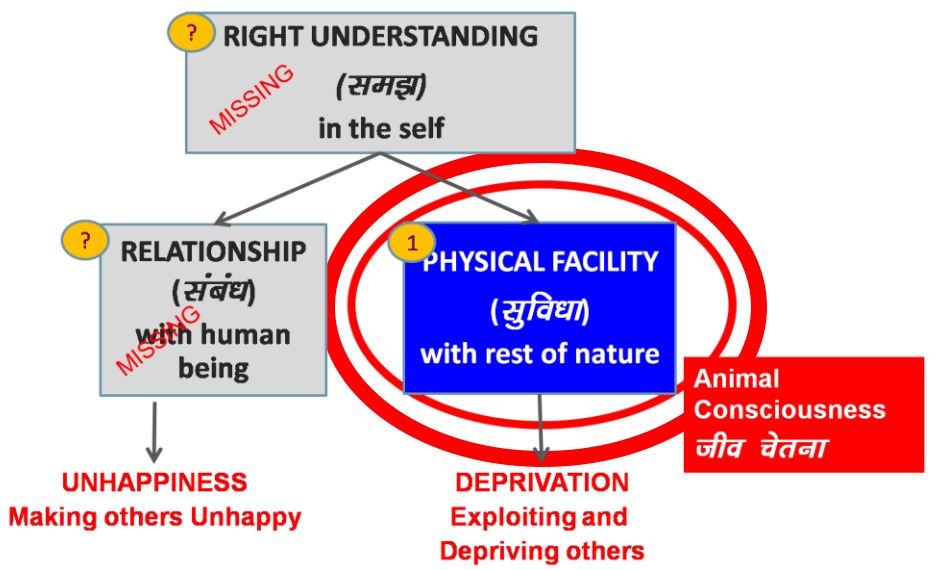 ?
RIGHT UNDERSTANDING
MISSING
(समझ)
in the self
?
RELATIONSHIP
(संबंध)
MISSING
with human
being
1
PHYSICAL FACILITY
(सुविधा)
with rest of nature
Animal
Consciousness
जीव चेतना
UNHAPPINESS
Making others Unhappy
DEPRIVATION
Exploiting and
Depriving others